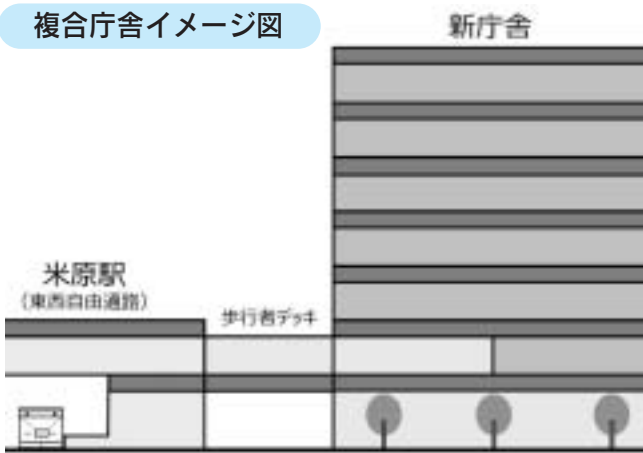 複合庁舎イメージ図
新庁舎
米原駅
（東西自由通路）
歩行者デッキ